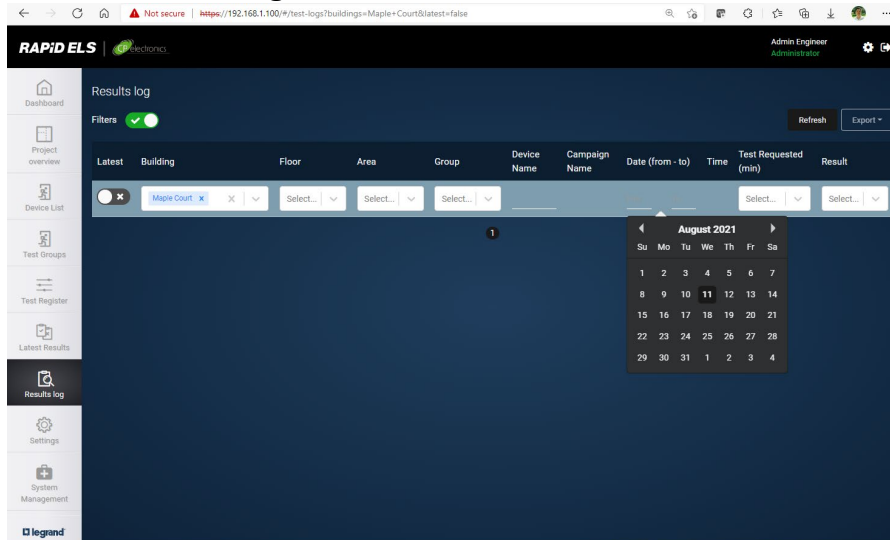 Not secure | https://192.168.1.100/#/test-logs?buildings=Maple+Court&latest=false
RAPiD ELS | CP electronics
Admin Engineer
Administrator
Dashboard
Project
overview
Device List
Test Groups
Test Register
Latest Results
Results log
Settings
System
Management
legrand
Results log
Filters
Refresh
Export
Latest Building Floor Area Group Device Name Campaign Name Date (from - to) Time Test Requested (min) Result
Maple Court x Select... Select... Select... Select... Select...
1
August 2021
Su Mo Tu We Th Fr Sa
1 2 3 4 5 6 7
8 9 10 11 12 13 14
15 16 17 18 19 20 21
22 23 24 25 26 27 28
29 30 31 1 2 3 4